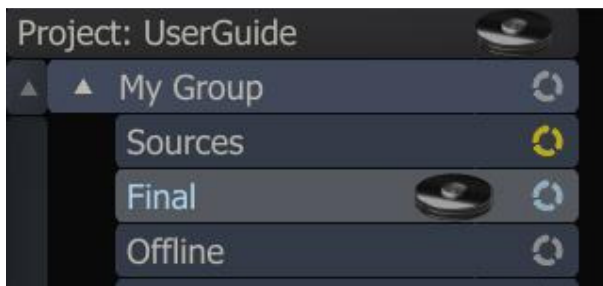 Project: UserGuide
My Group
Sources
Final
Offline